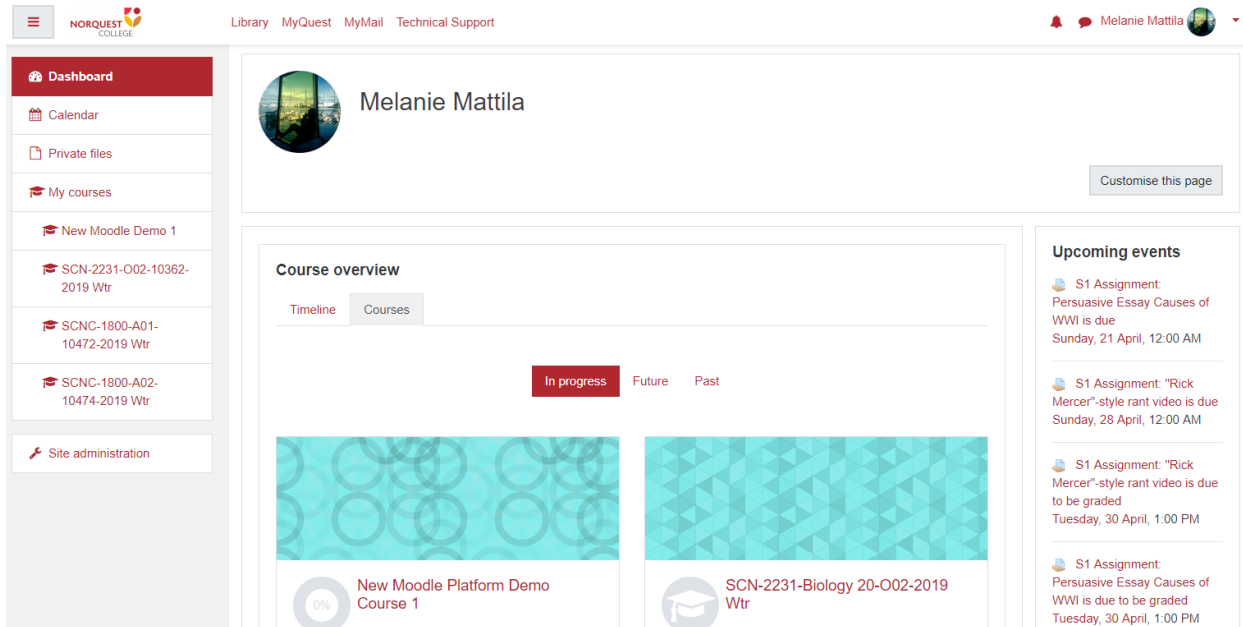 NORQUEST
COLLEGE
Library MyQuest MyMail Technical Support
Melanie Mattila
Dashboard
Calendar
Private files
My courses
New Moodle Demo 1
SCN-2231-O02-10362-
2019 Wtr
SCNC-1800-A01-
10472-2019 Wtr
SCNC-1800-A02-
10474-2019 Wtr
Site administration
Melanie Mattila
Customise this page
Course overview
Timeline Courses
In progress Future Past
0%
New Moodle Platform Demo
Course 1
SCN-2231-Biology 20-O02-2019
Wtr
Upcoming events
S1 Assignment:
Persuasive Essay Causes of
WWI is due
Sunday, 21 April, 12:00 AM
S1 Assignment: "Rick
Mercer"-style rant video is due
Sunday, 28 April, 12:00 AM
S1 Assignment: "Rick
Mercer"-style rant video is due
to be graded
Tuesday, 30 April, 1:00 PM
S1 Assignment:
Persuasive Essay Causes of
WWI is due to be graded
Tuesday, 30 April, 1:00 PM